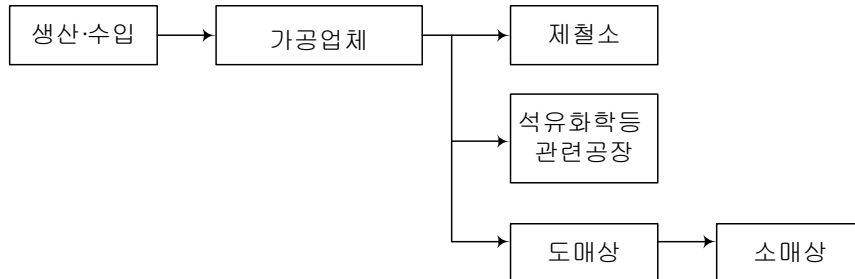 생산·수입
가공업체
제철소
석유화학등
관련공장
도매상
소매상